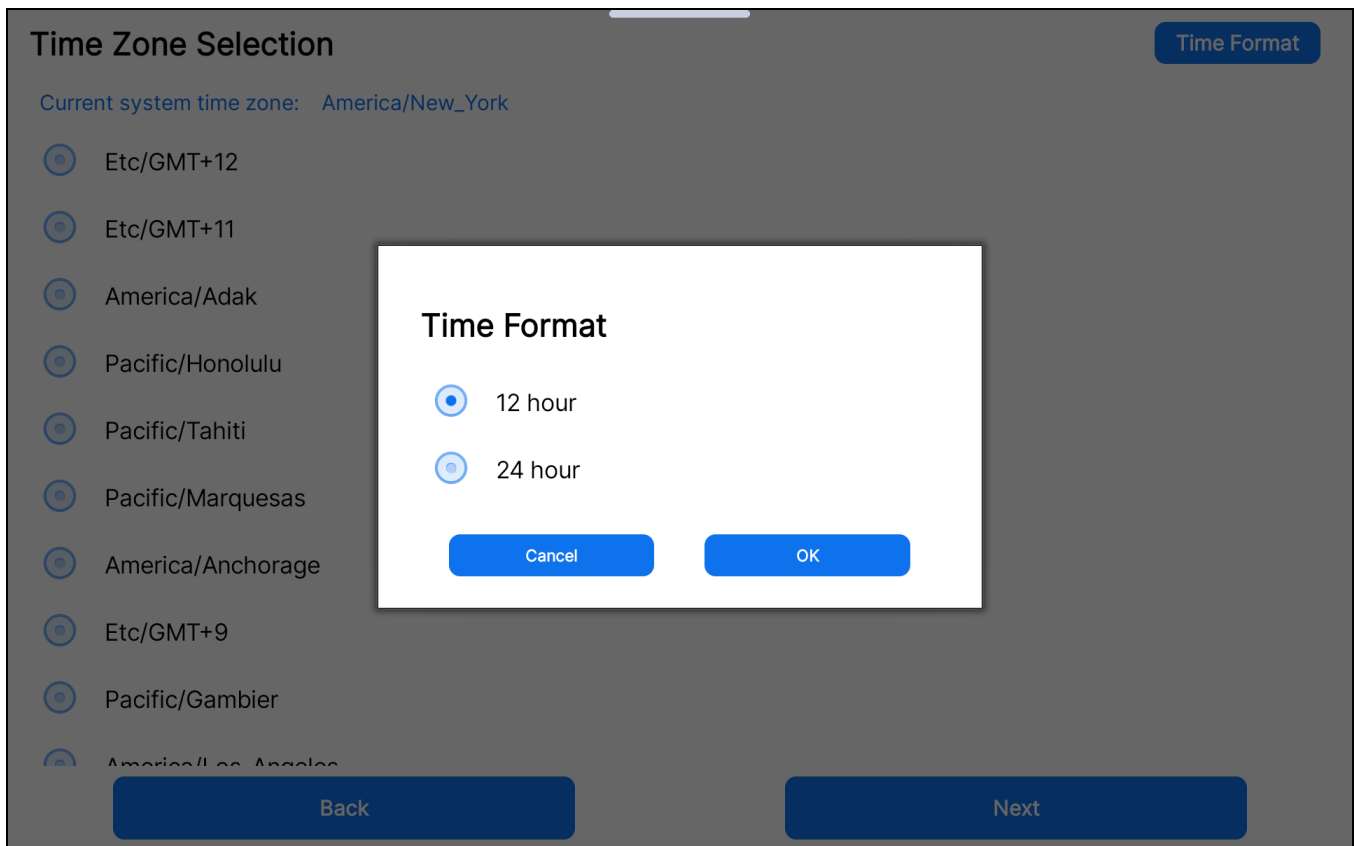 Time Zone Selection
Time Format
Current system time zone: America/New_York
Etc/GMT+12
Etc/GMT+11
America/Adak
Pacific/Honolulu
Pacific/Tahiti
Pacific/Marquesas
America/Anchorage
Etc/GMT+9
Pacific/Gambier
America/Los_Angeles
Time Format
12 hour
24 hour
Cancel OK
Back Next